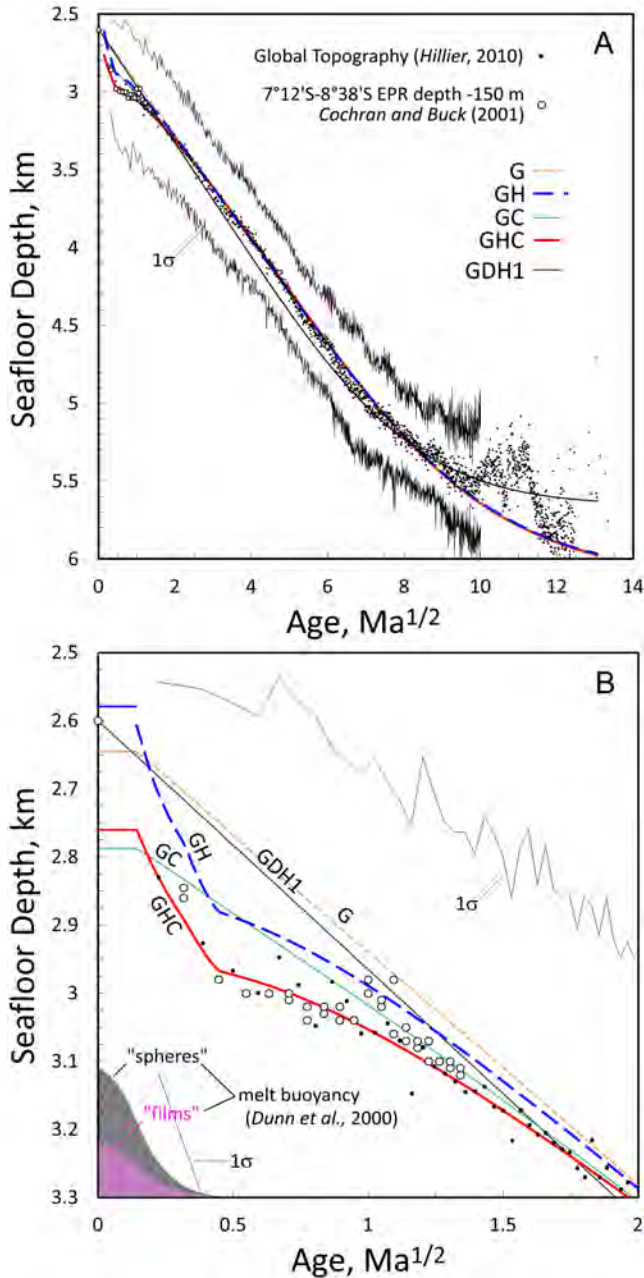 A
Global Topography (Hillier, 2010)
7°12'S-8°38'S EPR depth -150 m
Cochran and Buck (2001)
G
GH
GC
GHC
GDH1
1σ
Seafloor Depth, km
2.5
3.0
3.5
4
4.5
5
5.5
6
0
2
4
6
8
10
12
14
Age, Ma1/2
B
Seafloor Depth, km
2.5
2.6
2.7
2.8
2.9
3
3.1
3.2
3.3
GH
GC
GHC
GDH1
G
1σ
"spheres"
"films"
melt buoyancy
(Dunn et al., 2000)
1σ
0
0.5
1
1.5
2
Age, Ma1/2